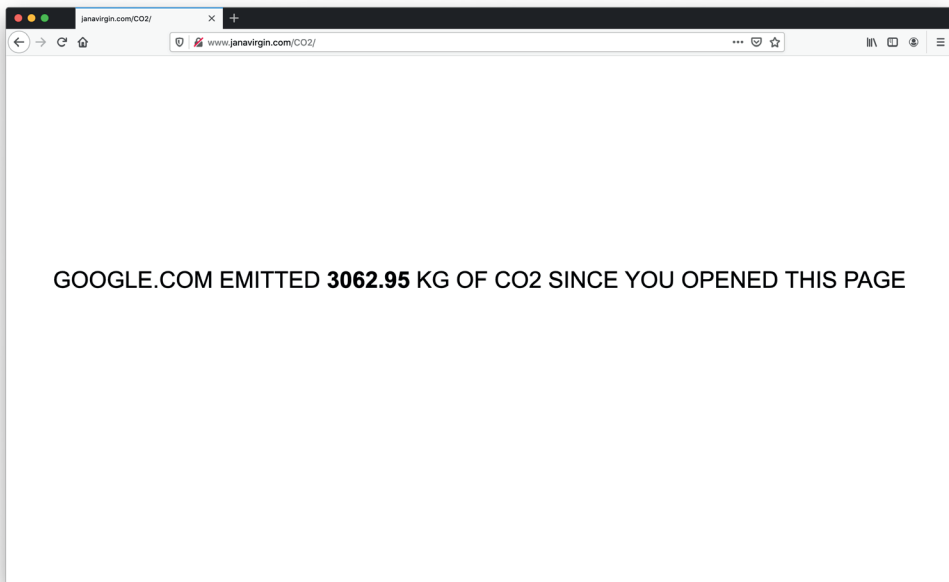 janavirgin.com/CO2/
www.janavirgin.com/CO2/
GOOGLE.COM EMITTED 3062.95 KG OF CO2 SINCE YOU OPENED THIS PAGE